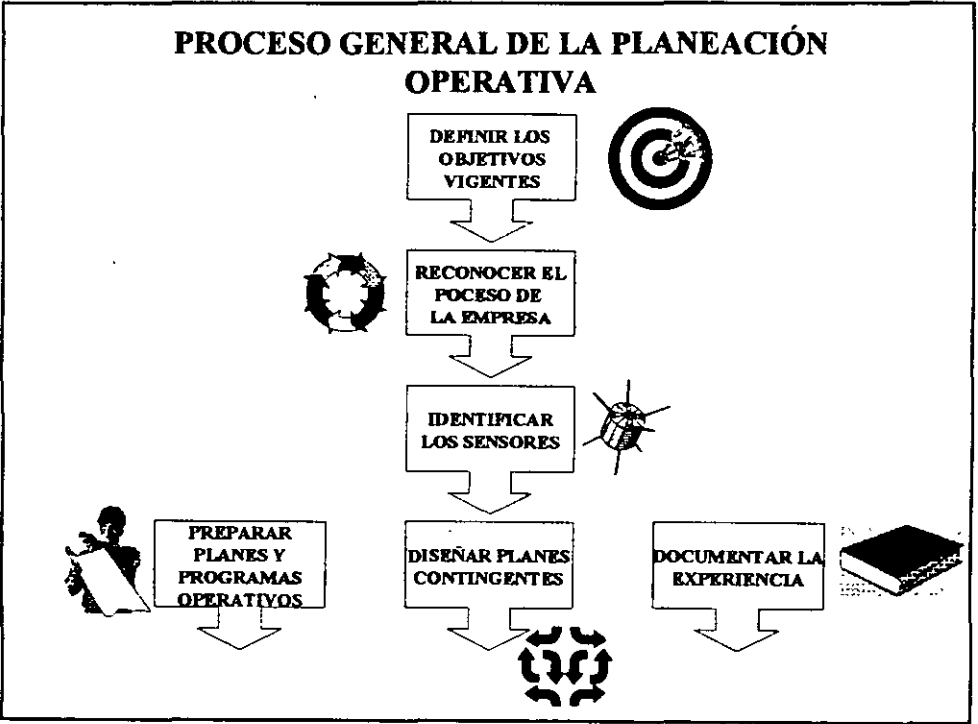 PROCESO GENERAL DE LA PLANEACIÓN
OPERATIVA
DEFINIR LOS
OBJETIVOS
VIGENTES
RECONOCER EL
POCESO DE
LA EMPRESA
IDENTIFICAR
LOS SENSORES
PREPARAR
PLANES Y
PROGRAMAS
OPERATIVOS
DISEÑAR PLANES
CONTINGENTES
DOCUMENTAR LA
EXPERIENCIA